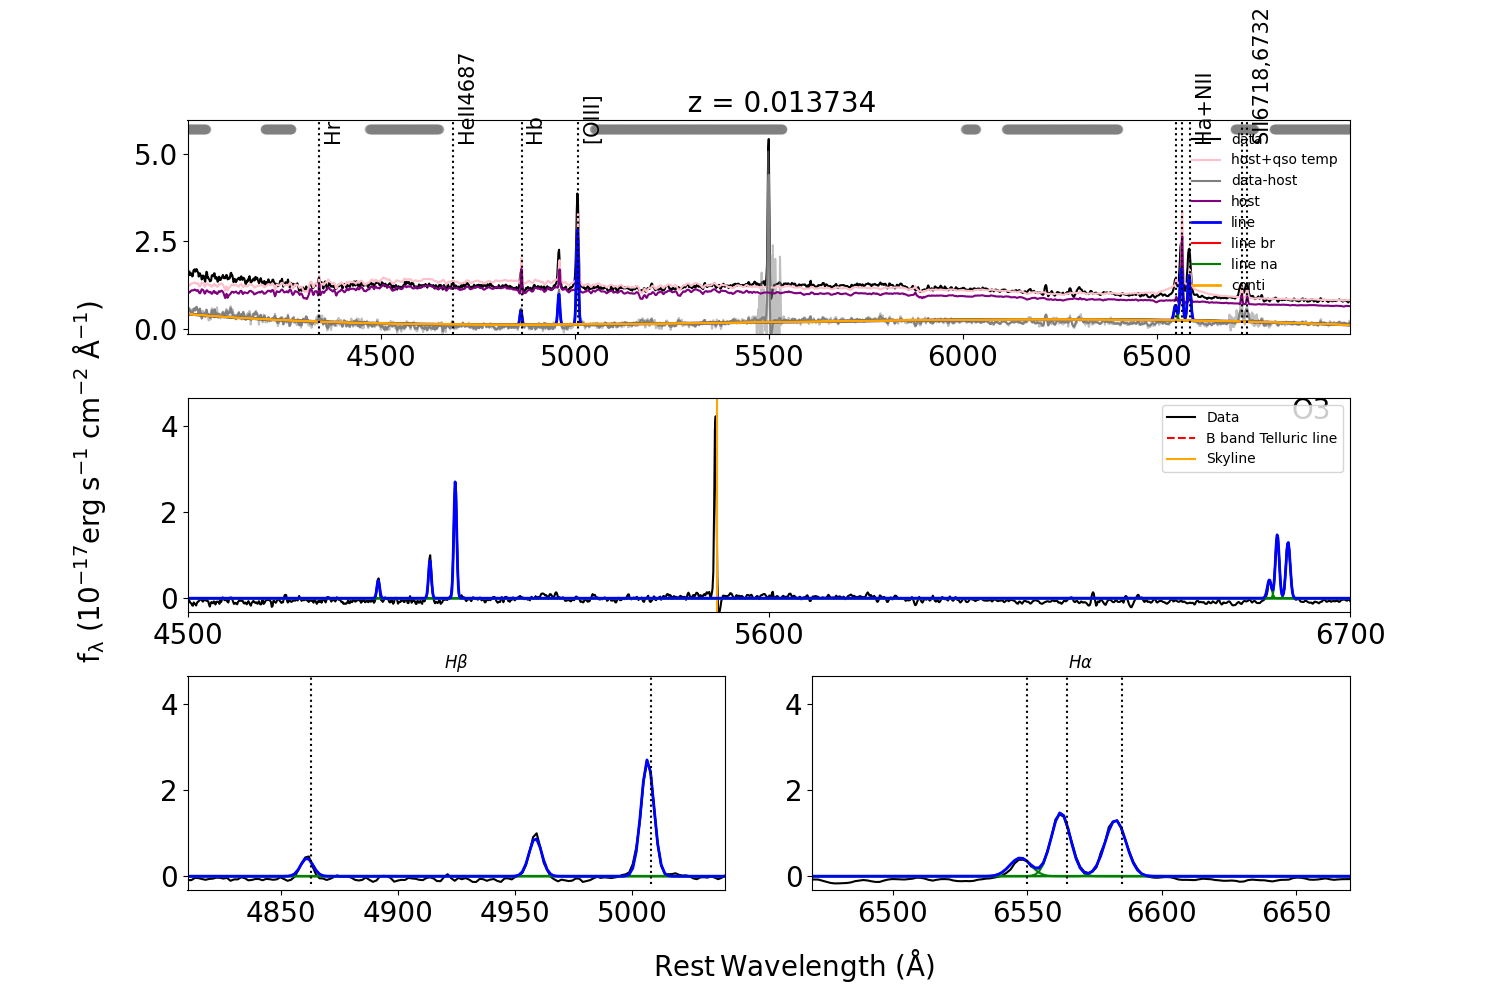 z = 0.013734
Hr
HeII4687
Hb
[OIII]
Ha+NII
SII6718,6732
data
host+qso temp
data-host
host
line
line br
line na
conti
5.0
2.5
0.0
4500
5000
5500
6000
6500
O3
Data
B band Telluric line
Skyline
4
2
0
4500
5600
6700
fλ (10⁻¹⁷erg s⁻¹ cm⁻² Å⁻¹)
Hβ
4
2
0
4850
4900
4950
5000
Hα
4
2
0
6500
6550
6600
6650
Rest Wavelength (Å)